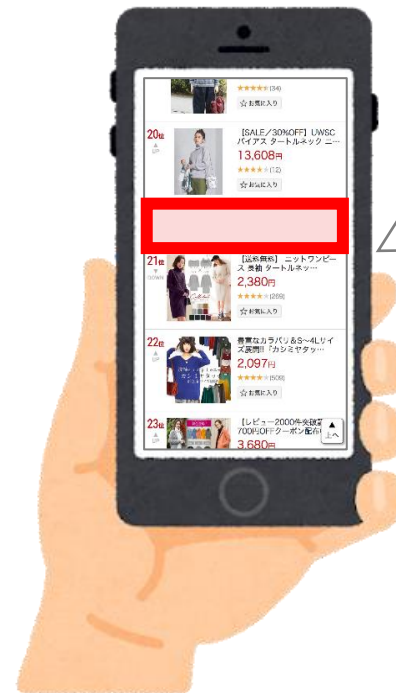 (34)
☆お気に入り
20位
UP
【SALE／30%OFF】UWSC
バイアス タートルネック ニ…
13,608円
(12)
☆お気に入り
21位
DOWN
【送料無料】 ニットワンピー
ス 長袖 タートルネッ…
2,380円
(269)
☆お気に入り
22位
UP
豊富なカラバリ&S〜4Lサイ
ズ展開!!『カシミヤタッ…
2,097円
(509)
☆お気に入り
23位
UP
【レビュー2000件突破
700円OFFクーポン配布
3,680円
▲
上へ